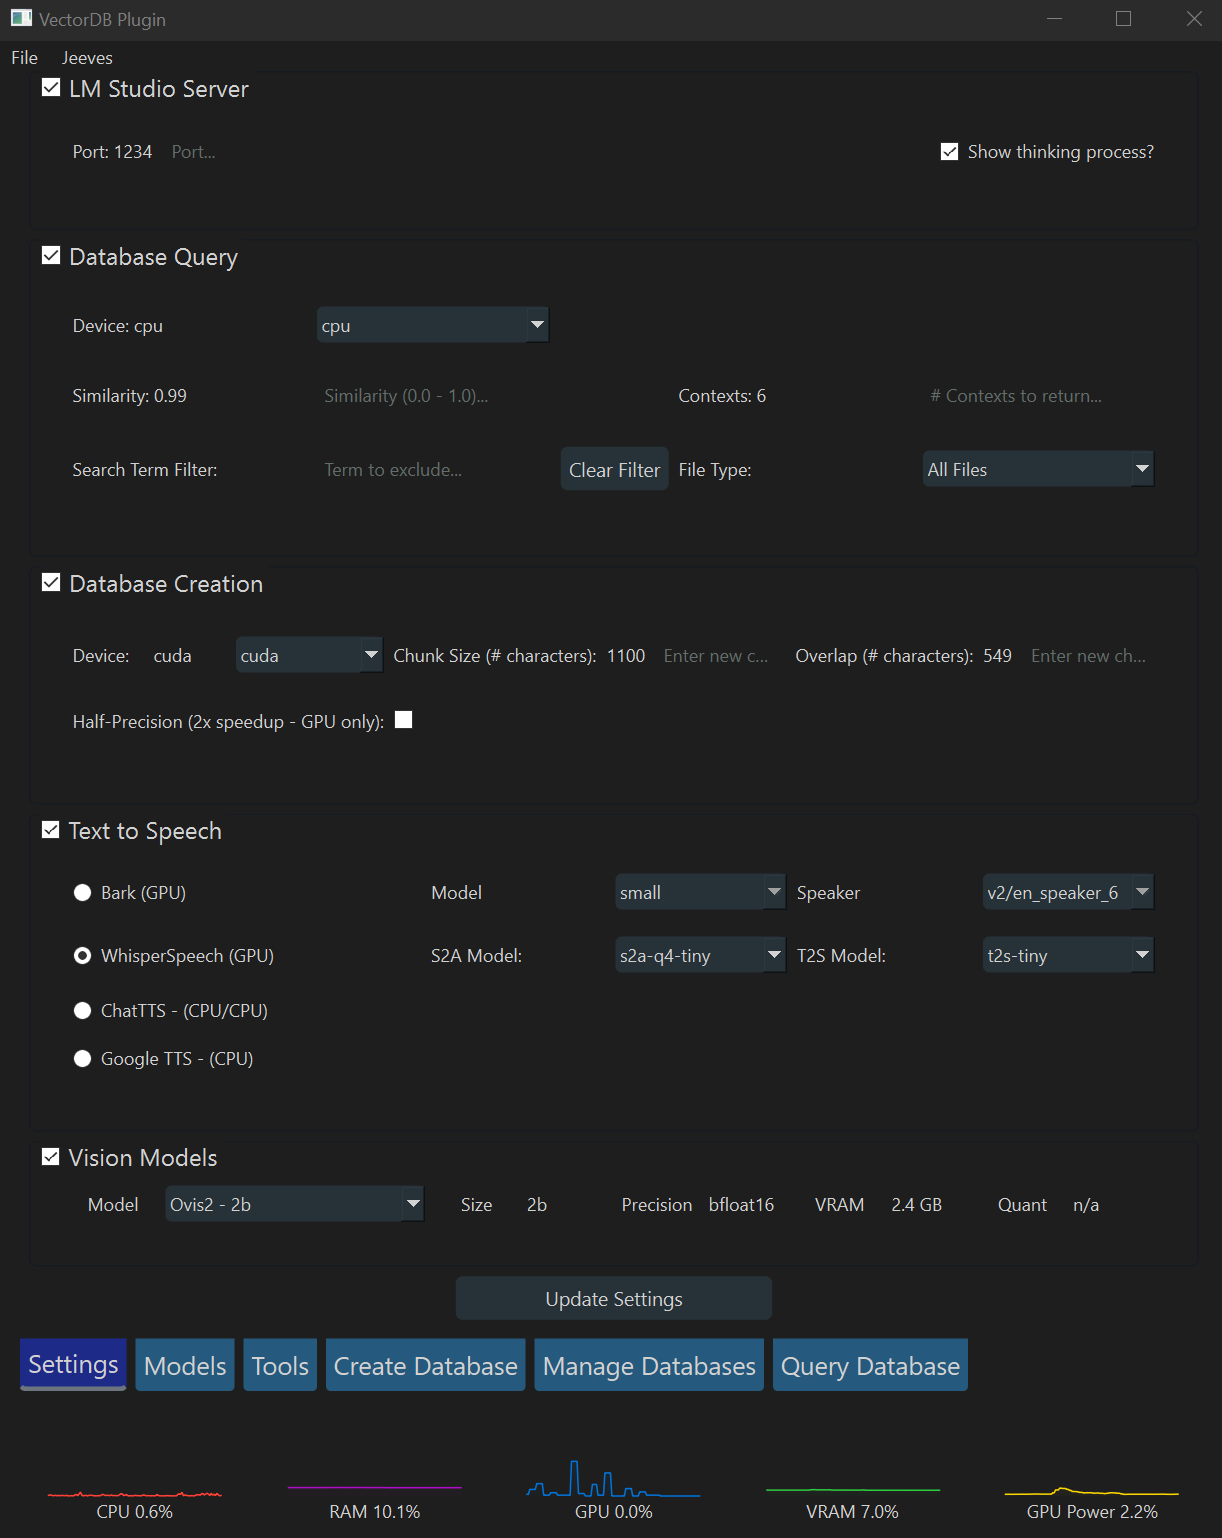 VectorDB Plugin
File Jeeves
LM Studio Server
Port: 1234 Port... Show thinking process?
Database Query
Device: cpu cpu
Similarity: 0.99 Similarity (0.0 - 1.0)... Contexts: 6 # Contexts to return...
Search Term Filter: Term to exclude... Clear Filter File Type: All Files
Database Creation
Device: cuda cuda Chunk Size (# characters): 1100 Enter new c... Overlap (# characters): 549 Enter new ch...
Half-Precision (2x speedup - GPU only):
Text to Speech
Bark (GPU) Model small Speaker v2/en_speaker_6
WhisperSpeech (GPU) S2A Model: s2a-q4-tiny T2S Model: t2s-tiny
ChatTTS - (CPU/CPU)
Google TTS - (CPU)
Vision Models
Model Ovis2 - 2b Size 2b Precision bfloat16 VRAM 2.4 GB Quant n/a
Update Settings
Settings Models Tools Create Database Manage Databases Query Database
CPU 0.6% RAM 10.1% GPU 0.0% VRAM 7.0% GPU Power 2.2%